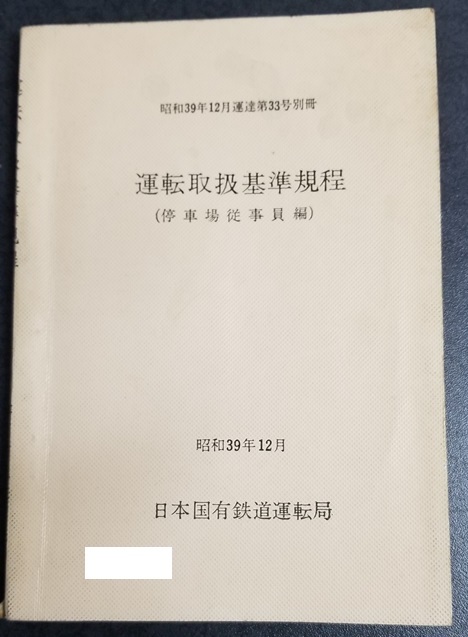 昭和39年12月運達第33号別冊
運転取扱基準規程
(停車場従事員編)
昭和39年12月
日本国有鉄道運転局